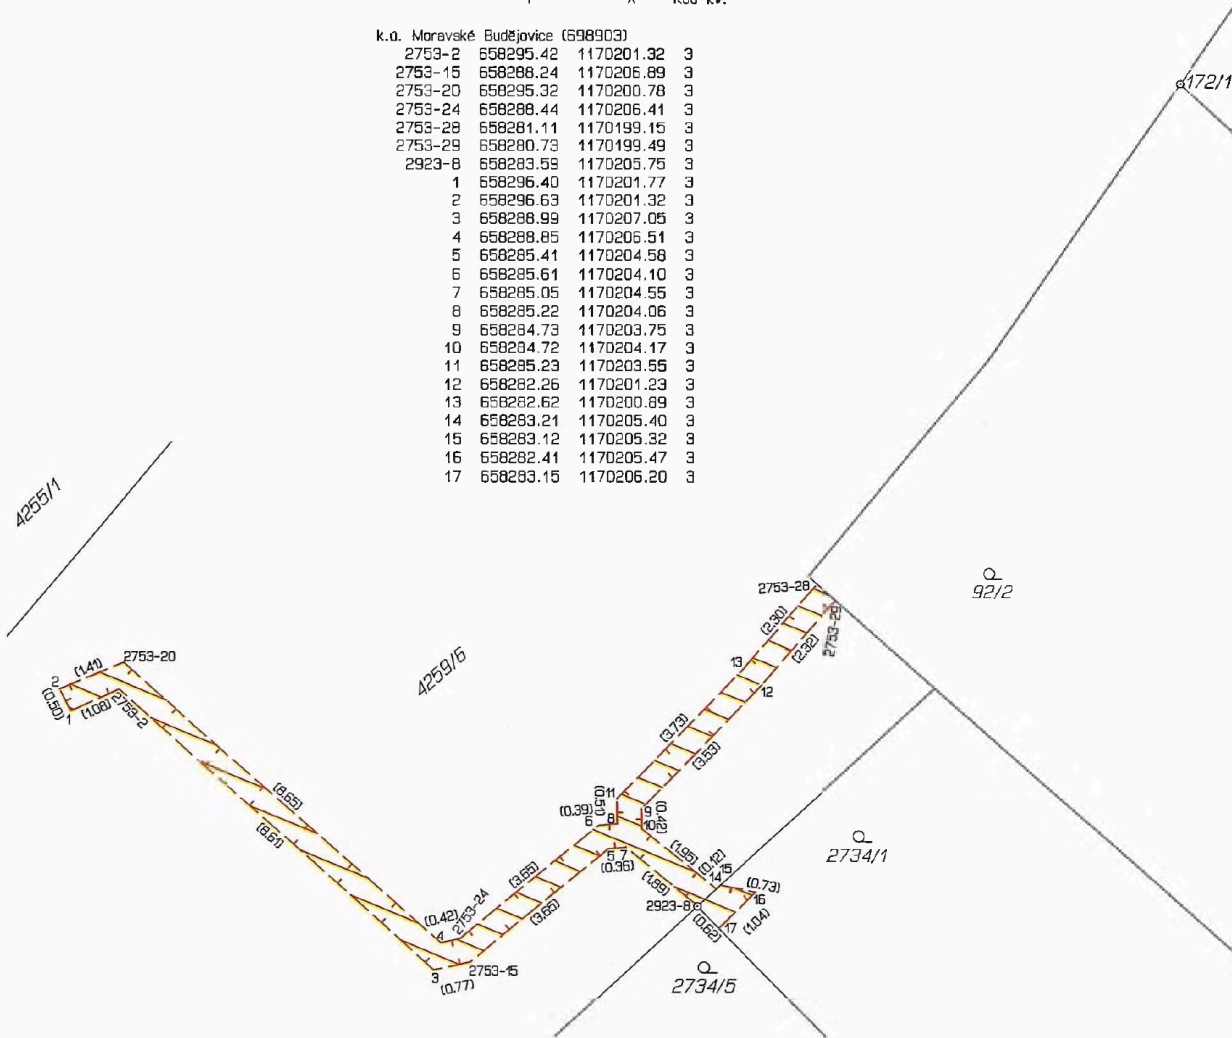 Kód kv.
k.ú. Moravské Budějovice (698903)
2753-2 658295.42 1170201.32 3
2753-15 658288.24 1170206.89 3
2753-20 658295.32 1170200.78 3
2753-24 658288.44 1170206.41 3
2753-28 658281.11 1170199.15 3
2753-29 658280.73 1170199.49 3
2923-8 658283.59 1170205.75 3
1 658296.40 1170201.77 3
2 658296.63 1170201.32 3
3 658288.99 1170207.05 3
4 658288.85 1170206.51 3
5 658285.41 1170204.58 3
6 658285.61 1170204.10 3
7 658285.05 1170204.55 3
8 658285.22 1170204.06 3
9 658284.73 1170203.75 3
10 658284.72 1170204.17 3
11 658285.23 1170203.55 3
12 658282.26 1170201.23 3
13 658282.62 1170200.89 3
14 658283.21 1170205.40 3
15 658283.12 1170205.32 3
16 658282.41 1170205.47 3
17 658283.15 1170206.20 3
172/1
4255/1
4259/6
92/2
2753-28
2753-29
(2.30)
(2.32)
13
12
2753-20
(1.41)
2
(0.50)
1
(1.08)
2753-2
(3.73)
(3.53)
(8.65)
(8.61)
11
(0.51)
(0.39)
6
8
9
10
(0.42)
5
7
(0.36)
(1.95)
(0.12)
15
14
(0.73)
16
(1.04)
17
(0.62)
(1.89)
2923-8
2734/1
(3.65)
(3.65)
(0.42)
2753-24
4
3
2753-15
(0.77)
2734/5